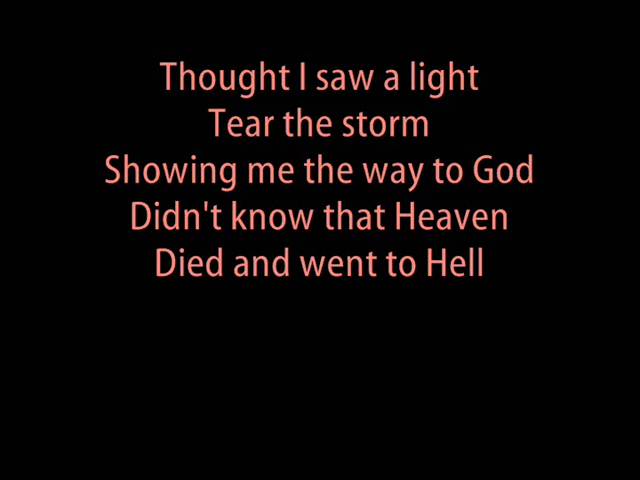 Thought I saw a light
Tear the storm
Showing me the way to God
Didn't know that Heaven
Died and went to Hell